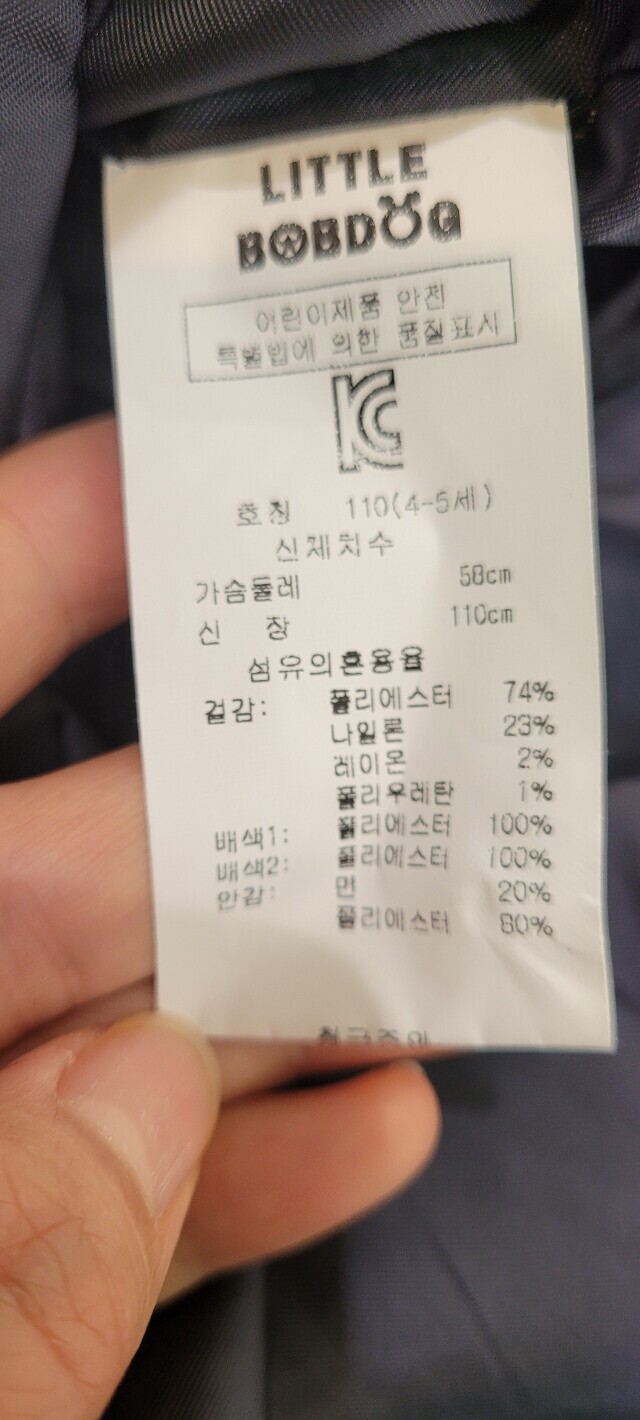 LITTLE
BOBDOG
어린이제품 안전
특별법에 의한 품질표시
KC
호칭 110(4-5세)
신체치수
가슴둘레 58cm
신 장 110cm
섬유의혼용율
겉감: 폴리에스터 74%
나일론 23%
레이온 2%
폴리우레탄 1%
배색1: 폴리에스터 100%
배색2: 폴리에스터 100%
안감: 면 20%
폴리에스터 80%
취급주의